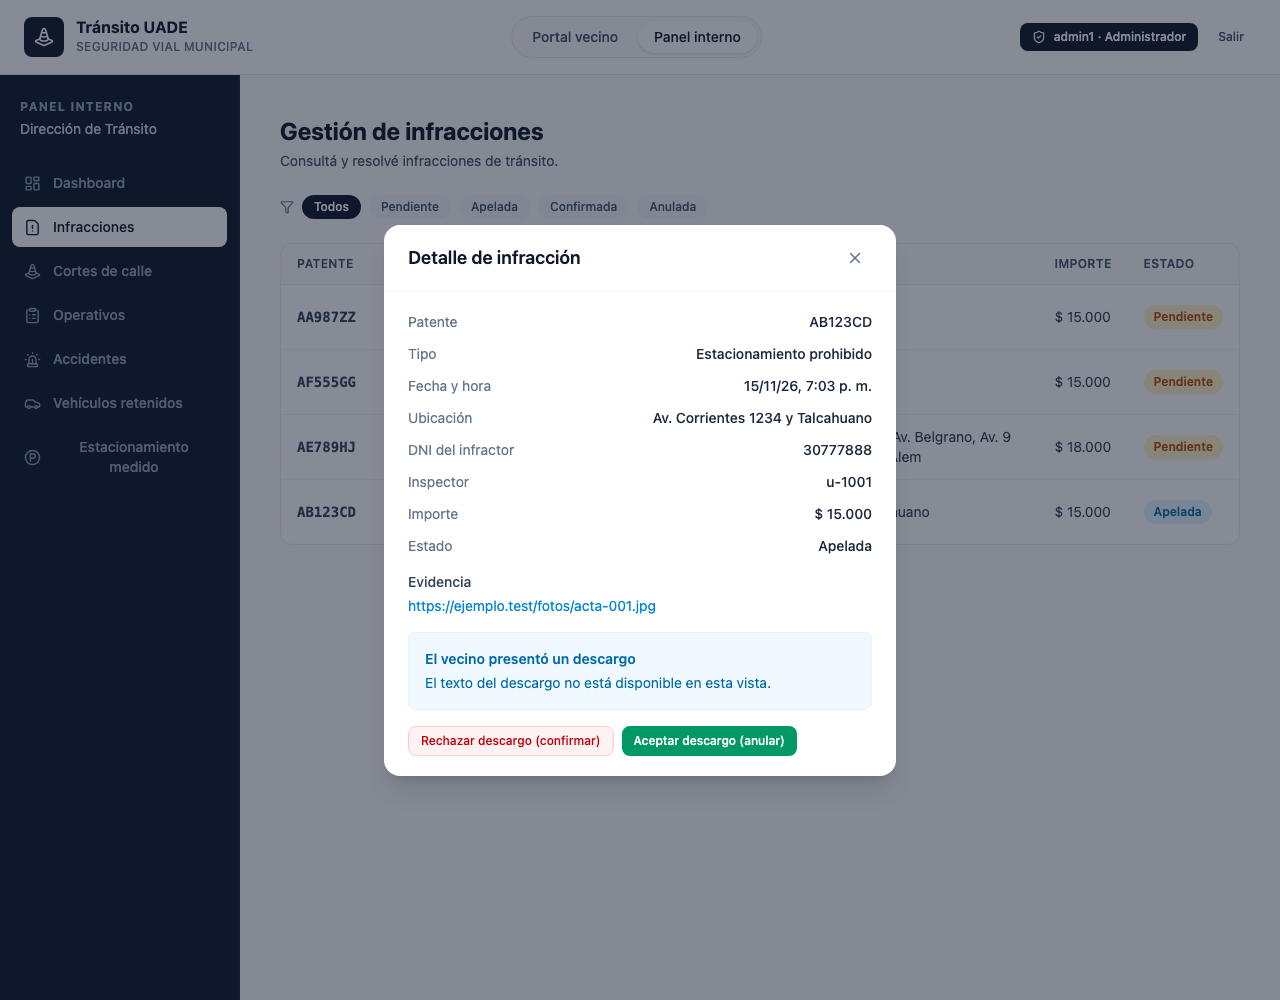 Tránsito UADE
SEGURIDAD VIAL MUNICIPAL
Portal vecino
Panel interno
admin1 · Administrador
Salir
PANEL INTERNO
Dirección de Tránsito
Dashboard
Infracciones
Cortes de calle
Operativos
Accidentes
Vehículos retenidos
Estacionamiento
medido
Gestión de infracciones
Consultá y resolvé infracciones de tránsito.
Todos
Pendiente
Apelada
Confirmada
Anulada
PATENTE
IMPORTE
ESTADO
AA987ZZ
$ 15.000
Pendiente
AF555GG
$ 15.000
Pendiente
AE789HJ
Av. Belgrano, Av. 9
$ 18.000
Pendiente
AB123CD
$ 15.000
Apelada
Detalle de infracción
Patente
AB123CD
Tipo
Estacionamiento prohibido
Fecha y hora
15/11/26, 7:03 p. m.
Ubicación
Av. Corrientes 1234 y Talcahuano
DNI del infractor
30777888
Inspector
u-1001
Importe
$ 15.000
Estado
Apelada
Evidencia
https://ejemplo.test/fotos/acta-001.jpg
El vecino presentó un descargo
El texto del descargo no está disponible en esta vista.
Rechazar descargo (confirmar)
Aceptar descargo (anular)